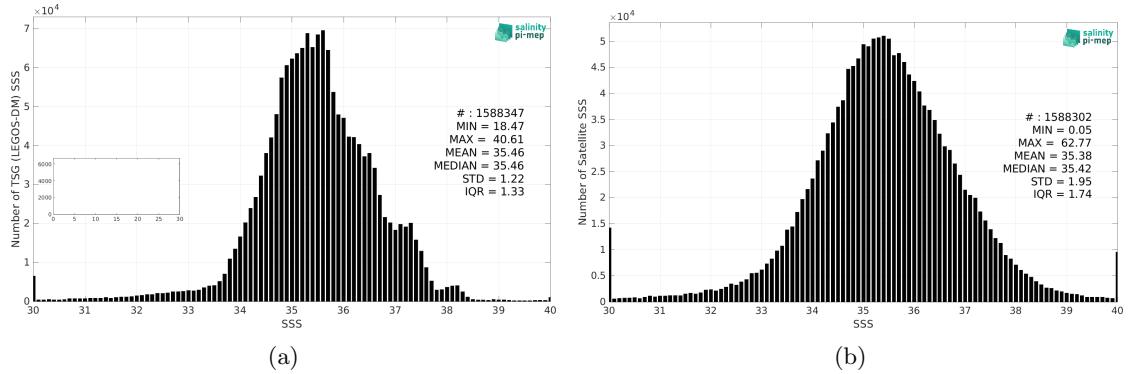 ×10⁴
7
6
5
4
3
2
1
0
Number of TSG (LEGOS-DM) SSS
salinity
pi-mep
# : 1588347
MIN = 18.47
MAX = 40.61
MEAN = 35.46
MEDIAN = 35.46
STD = 1.22
IQR = 1.33
6000
4000
2000
0
0 5 10 15 20 25 30
30 31 32 33 34 35 36 37 38 39 40
SSS
(a)
×10⁴
5
4.5
4
3.5
3
2.5
2
1.5
1
0.5
0
Number of Satellite SSS
salinity
pi-mep
# : 1588302
MIN = 0.05
MAX = 62.77
MEAN = 35.38
MEDIAN = 35.42
STD = 1.95
IQR = 1.74
30 31 32 33 34 35 36 37 38 39 40
SSS
(b)